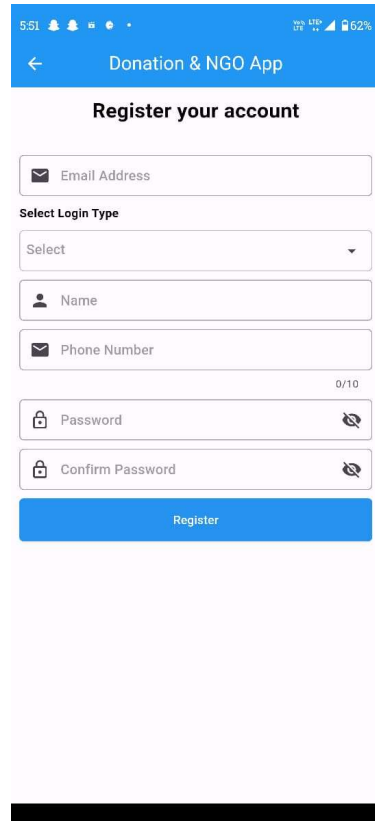 5:51 62%
Donation & NGO App
Register your account
Email Address
Select Login Type
Select
Name
Phone Number
0/10
Password
Confirm Password
Register